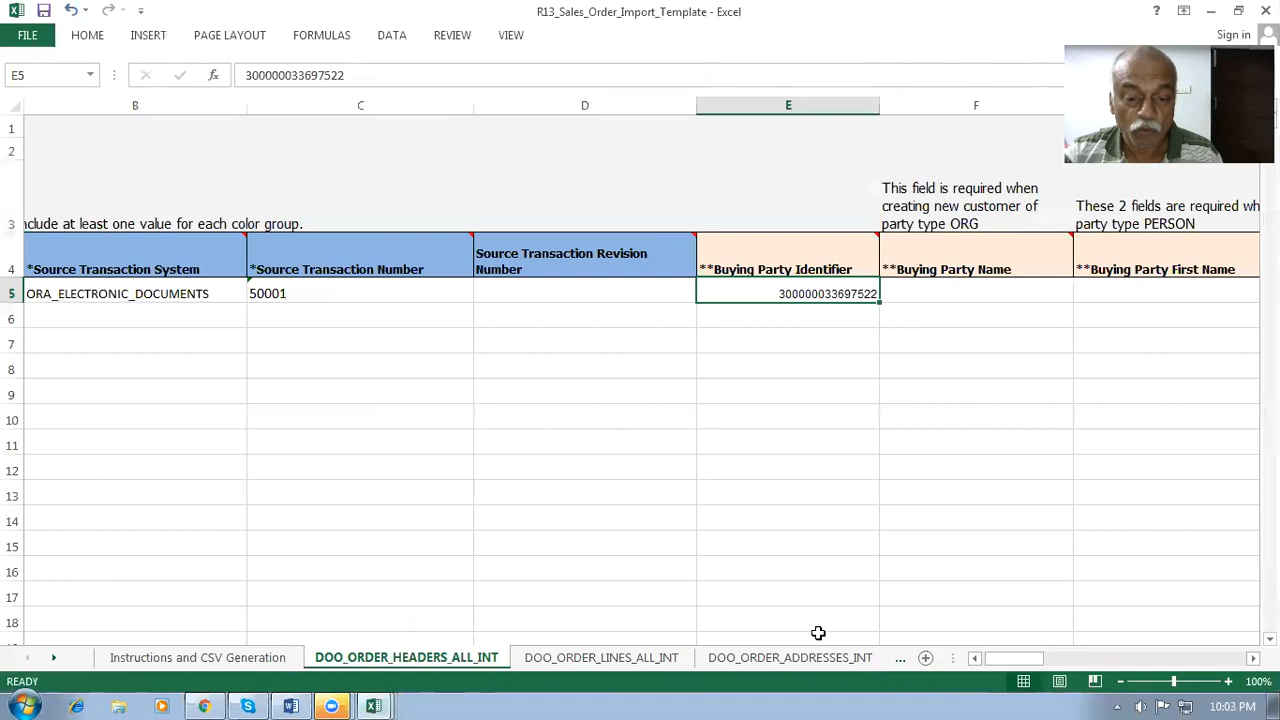 R13_Sales_Order_Import_Template - Excel
?
FILE HOME INSERT PAGE LAYOUT FORMULAS DATA REVIEW VIEW Sign in
E5 fx 300000033697522
B C D E F
1
2
3 nclude at least one value for each color group.
This field is required when
creating new customer of
party type ORG
These 2 fields are required wh
party type PERSON
4 *Source Transaction System *Source Transaction Number
Source Transaction Revision
Number
**Buying Party Identifier **Buying Party Name **Buying Party First Name
5 ORA_ELECTRONIC_DOCUMENTS 50001 300000033697522
6
7
8
9
10
11
12
13
14
15
16
17
18
Instructions and CSV Generation DOO_ORDER_HEADERS_ALL_INT DOO_ORDER_LINES_ALL_INT DOO_ORDER_ADDRESSES_INT ...
READY 100%
10:03 PM